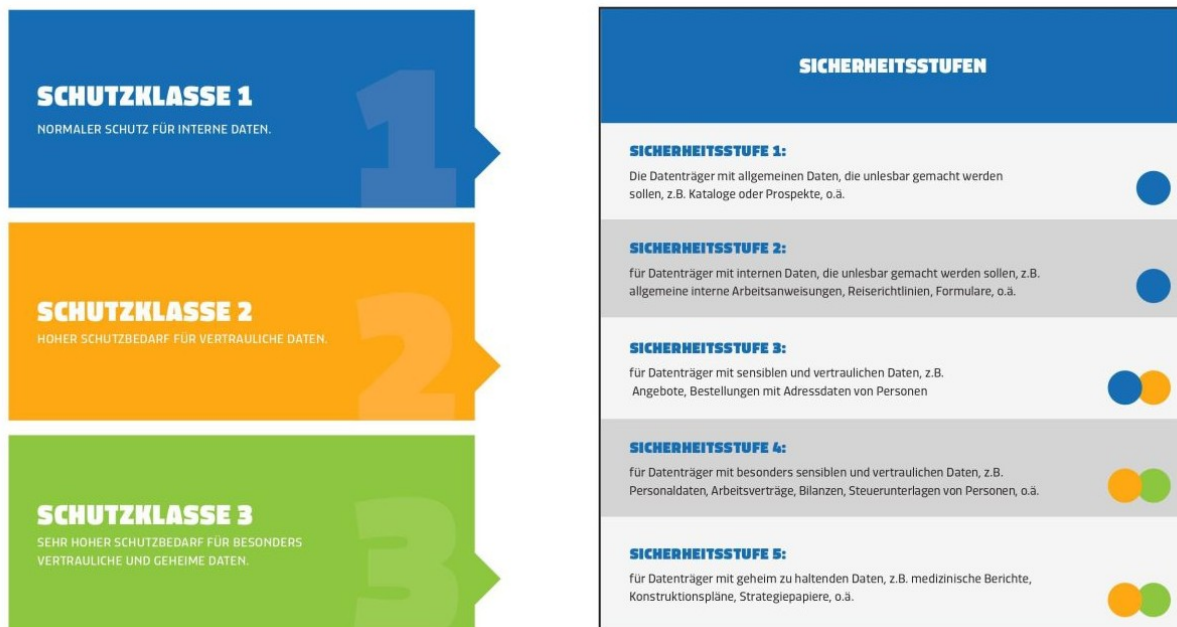 SCHUTZKLASSE 1
NORMALER SCHUTZ FÜR INTERNE DATEN.
1
SCHUTZKLASSE 2
HOHER SCHUTZBEDARF FÜR VERTRAULICHE DATEN.
2
SCHUTZKLASSE 3
SEHR HOHER SCHUTZBEDARF FÜR BESONDERS
VERTRAULICHE UND GEHEIME DATEN.
3
SICHERHEITSSTUFEN
SICHERHEITSSTUFE 1:
Die Datenträger mit allgemeinen Daten, die unlesbar gemacht werden
sollen, z.B. Kataloge oder Prospekte, o.ä.
SICHERHEITSSTUFE 2:
für Datenträger mit internen Daten, die unlesbar gemacht werden sollen, z.B.
allgemeine interne Arbeitsanweisungen, Reiserichtlinien, Formulare, o.ä.
SICHERHEITSSTUFE 3:
für Datenträger mit sensiblen und vertraulichen Daten, z.B.
Angebote, Bestellungen mit Adressdaten von Personen
SICHERHEITSSTUFE 4:
für Datenträger mit besonders sensiblen und vertraulichen Daten, z.B.
Personaldaten, Arbeitsverträge, Bilanzen, Steuerunterlagen von Personen, o.ä.
SICHERHEITSSTUFE 5:
für Datenträger mit geheim zu haltenden Daten, z.B. medizinische Berichte,
Konstruktionspläne, Strategiepapiere, o.ä.